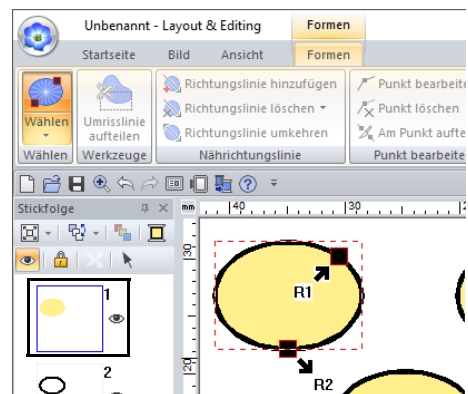 Unbenannt - Layout & Editing
Formen
Startseite Bild Ansicht Formen
Wählen
Umrisslinie aufteilen
Richtungslinie hinzufügen
Richtungslinie löschen
Richtungslinie umkehren
Punkt bearbeite
Punkt löschen
Am Punkt aufte
Wählen Werkzeuge Nährichtungslinie Punkt bearbeite
Stickfolge
mm 40 30 2
30
1
R1
20
2
R2